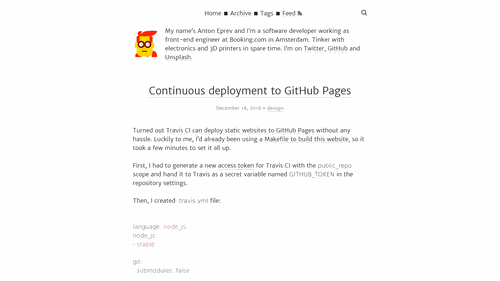 Home ■ Archive ■ Tags ■ Feed
My name's Anton Eprev and I'm a software developer working as
front-end engineer at Booking.com in Amsterdam. Tinker with
electronics and 3D printers in spare time. I'm on Twitter, GitHub and
Unsplash.
Continuous deployment to GitHub Pages
December 18, 2016 • devops
Turned out Travis CI can deploy static websites to GitHub Pages without any
hassle. Luckily to me, I'd already been using a Makefile to build this website, so it
took a few minutes to set it all up.
First, I had to generate a new access token for Travis CI with the public_repo
scope and hand it to Travis as a secret variable named GITHUB_TOKEN in the
repository settings.
Then, I created .travis.yml file:
language: node_js
node_js:
- stable
git:
submodules: false